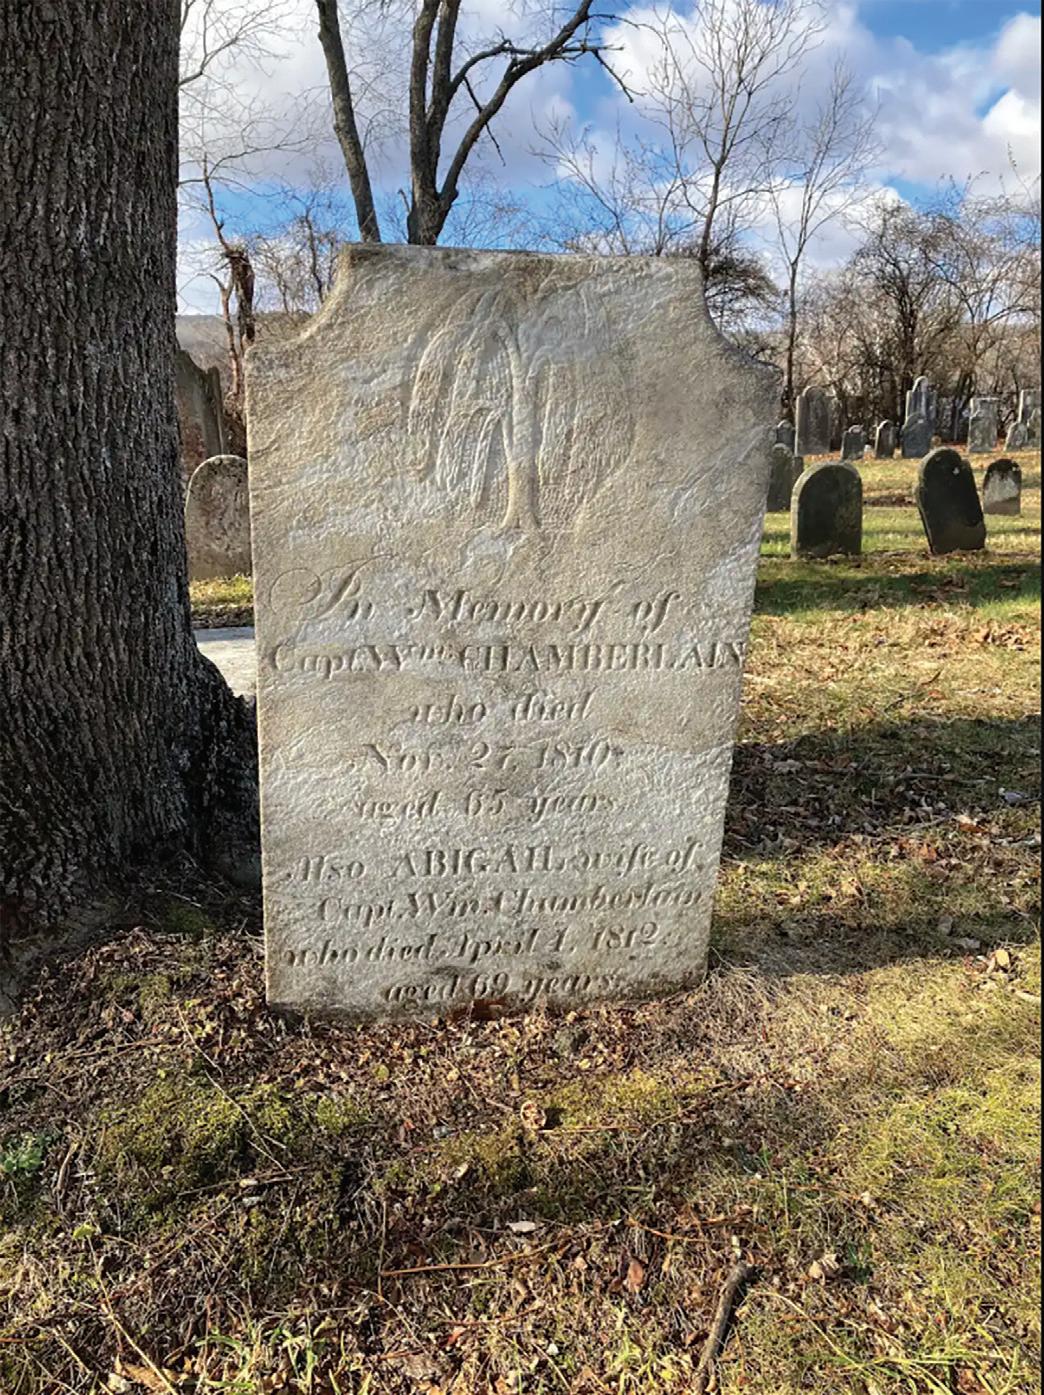 In Memory of
Capt. Wm. CHAMBERLAIN
who died
Nov. 27, 1810,
aged 65 years.
Also ABIGAIL, wife of
Capt. Wm. Chamberlain
who died April 1, 1812.
aged 69 years.